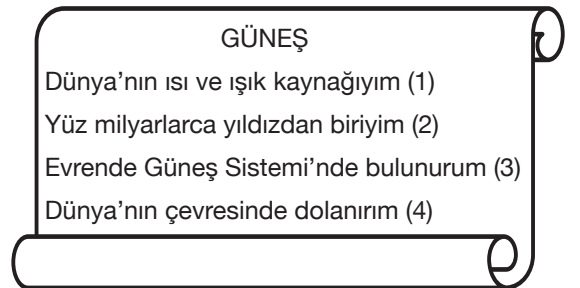 GÜNEŞ
Dünya’nın ısı ve ışık kaynağıyım (1)
Yüz milyarlarca yıldızdan biriyim (2)
Evrende Güneş Sistemi’nde bulunurum (3)
Dünya’nın çevresinde dolanırım (4)